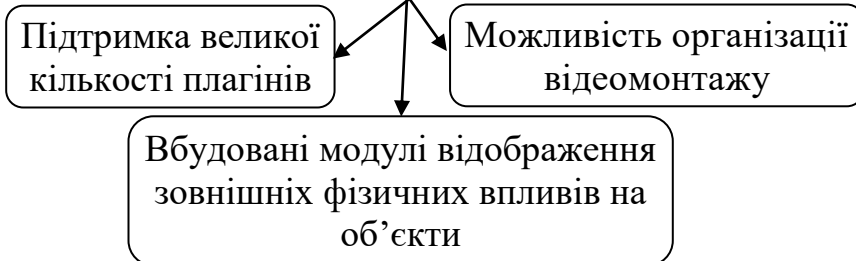 Підтримка великої
кількості плагінів
Можливість організації
відеомонтажу
Вбудовані модулі відображення
зовнішніх фізичних впливів на
об’єкти